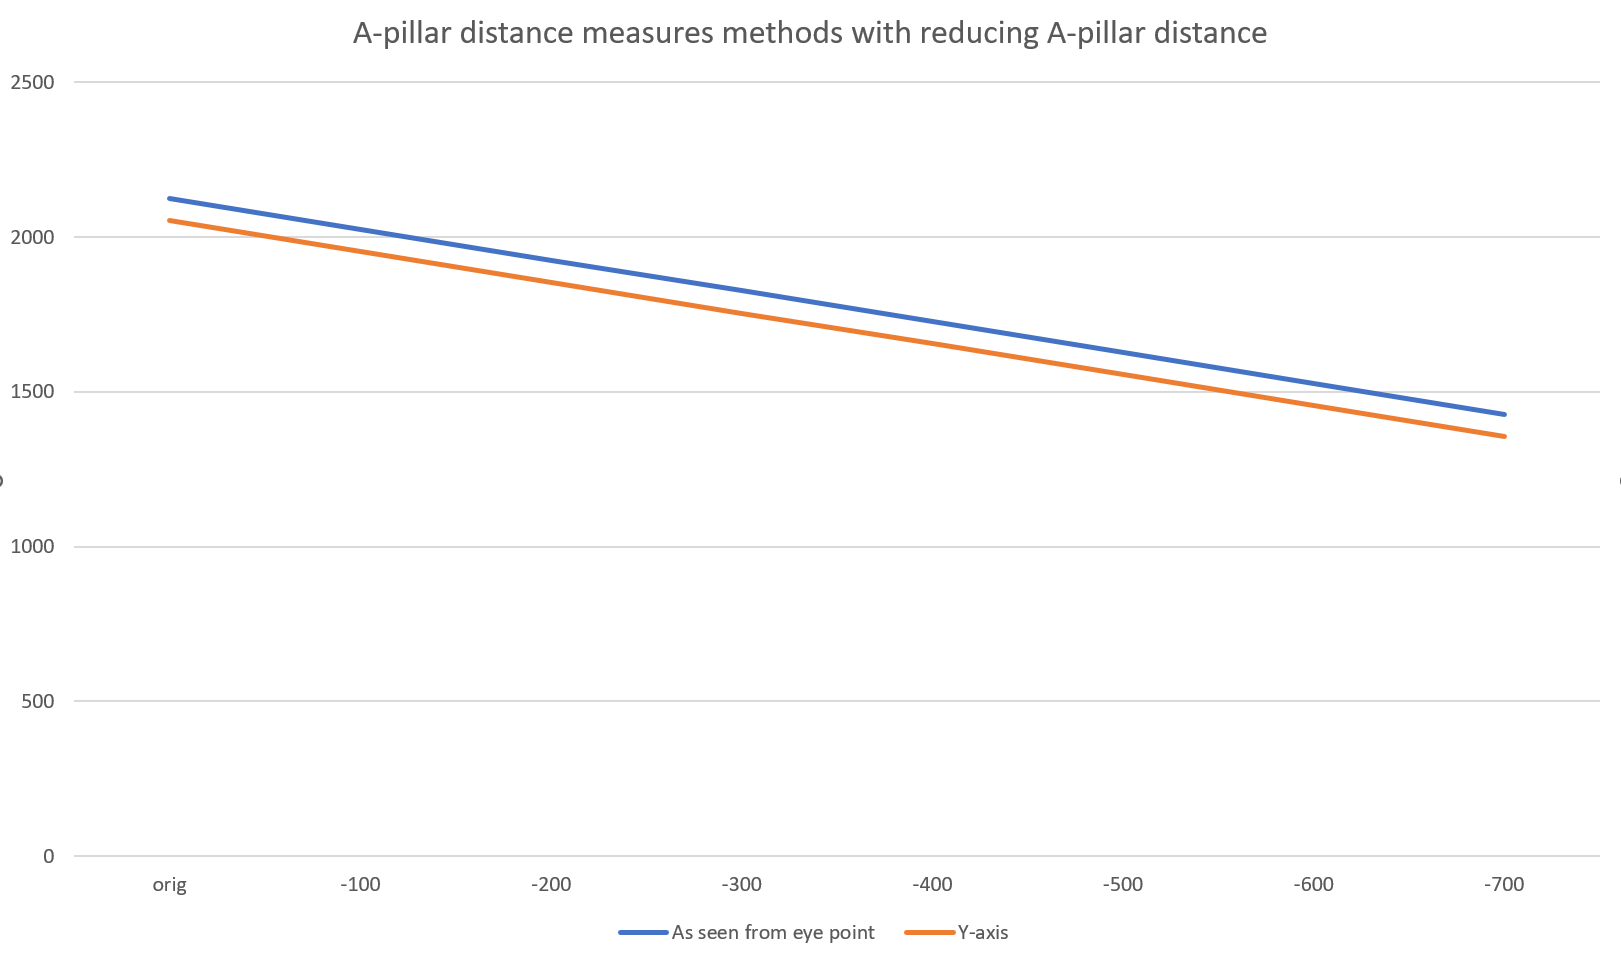 A-pillar distance measures methods with reducing A-pillar distance
2500
2000
1500
1000
500
0
orig -100 -200 -300 -400 -500 -600 -700
As seen from eye point Y-axis